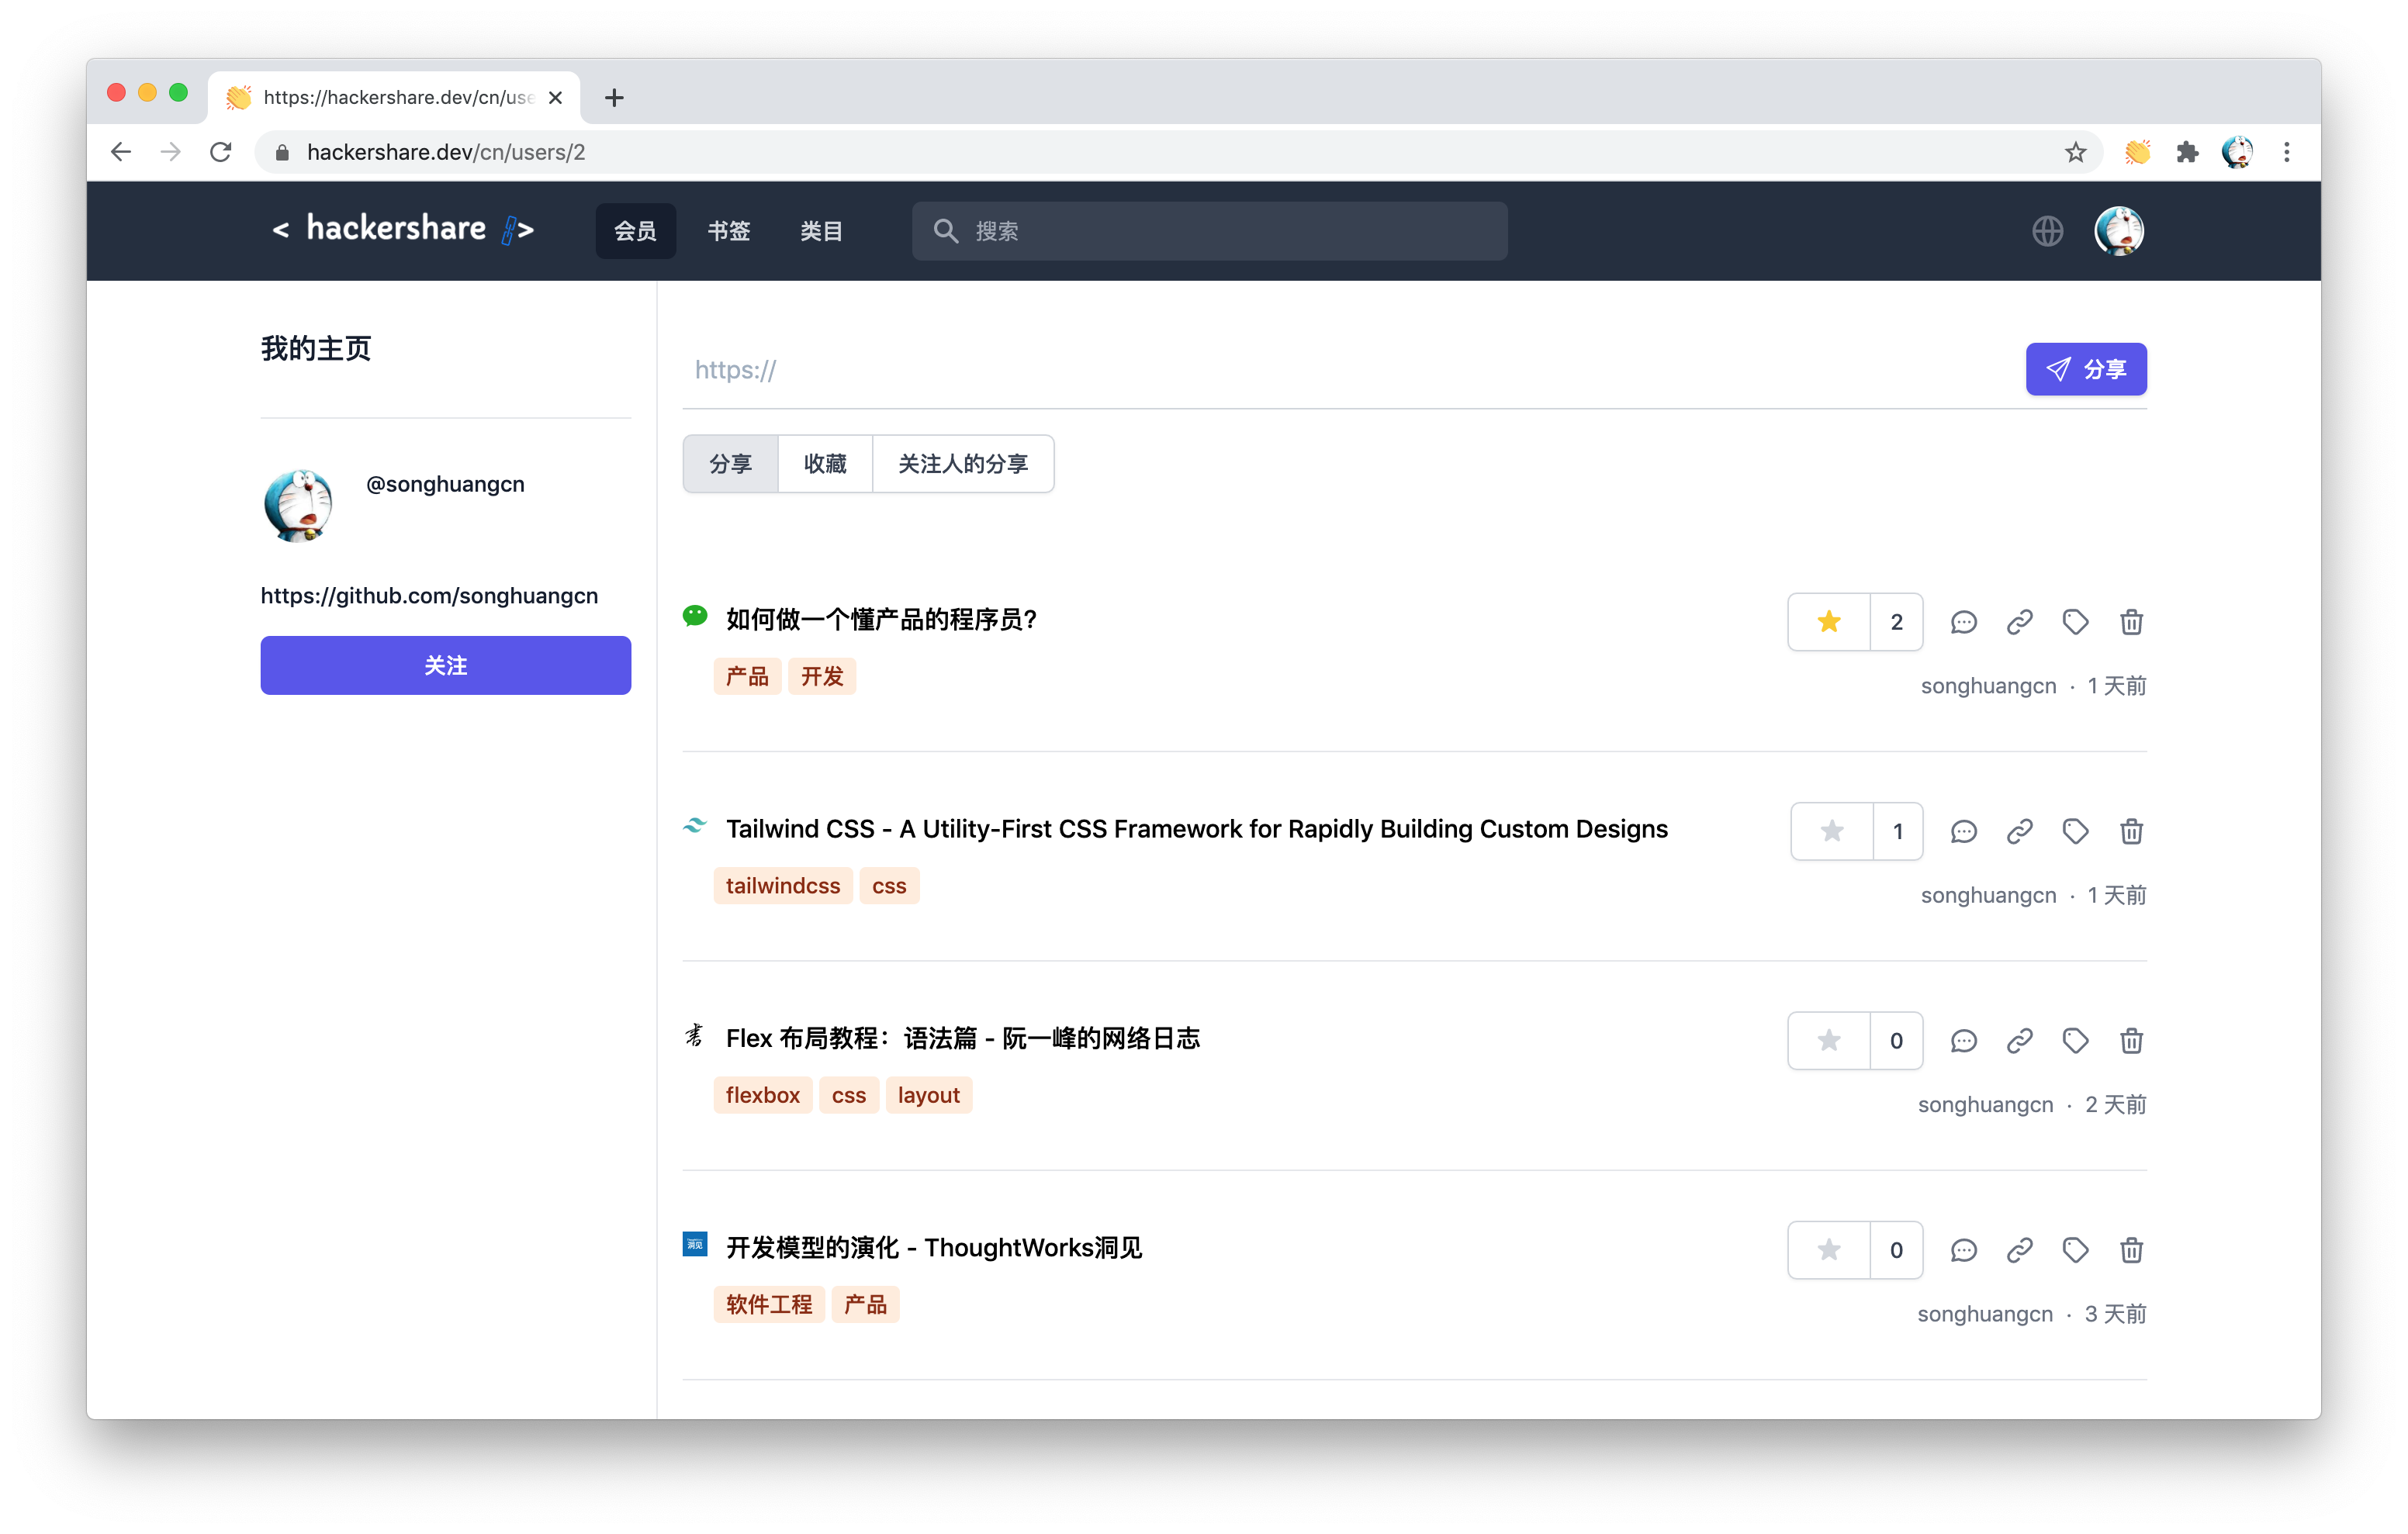 https://hackershare.dev/cn/use
hackershare.dev/cn/users/2
< hackershare >
会员
书签
类目
搜索
我的主页
https://
分享
分享
收藏
关注人的分享
@songhuangcn
https://github.com/songhuangcn
关注
如何做一个懂产品的程序员?
2
产品 开发
songhuangcn · 1 天前
Tailwind CSS - A Utility-First CSS Framework for Rapidly Building Custom Designs
1
tailwindcss css
songhuangcn · 1 天前
Flex 布局教程：语法篇 - 阮一峰的网络日志
0
flexbox css layout
songhuangcn · 2 天前
洞见
开发模型的演化 - ThoughtWorks洞见
0
软件工程 产品
songhuangcn · 3 天前